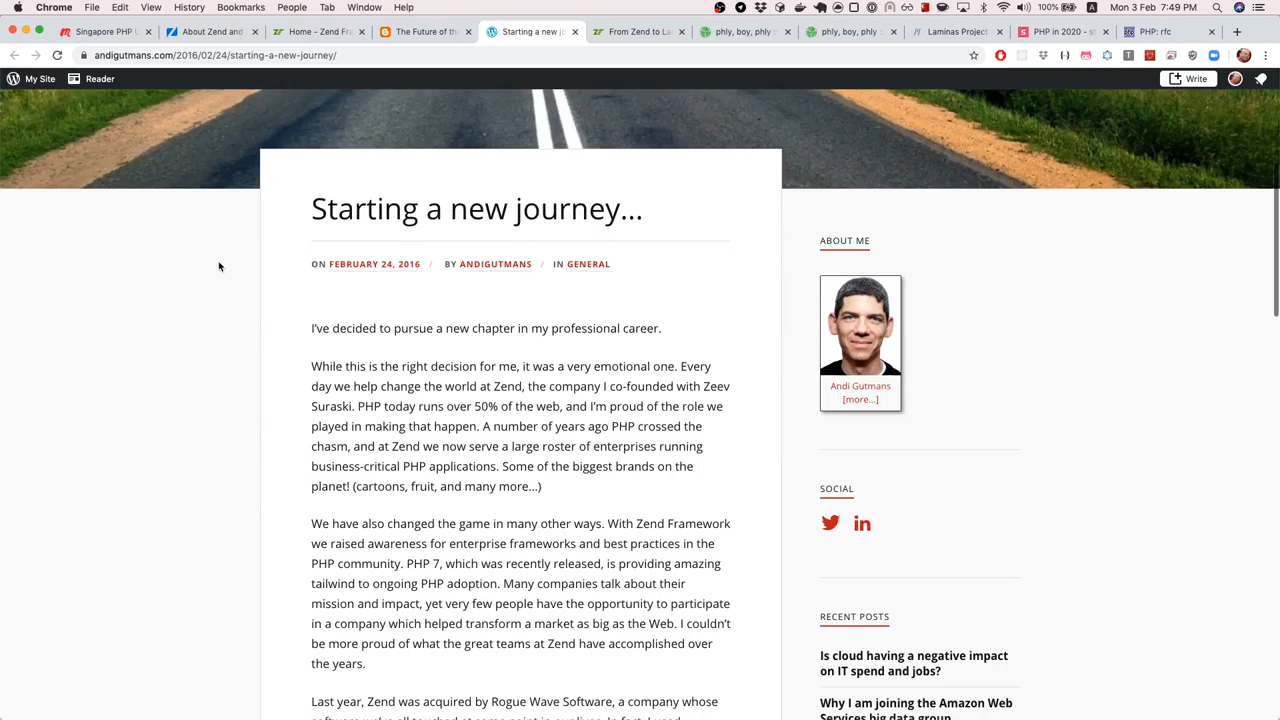 Chrome File Edit View History Bookmarks People Tab Window Help 100% Mon 3 Feb 7:49 PM
Singapore PHP U About Zend and Home - Zend Fra The Future of the Starting a new jo From Zend to La phly, boy, phly phly, boy, phly Laminas Project PHP in 2020 - st PHP: rfc
andigutmans.com/2016/02/24/starting-a-new-journey/
My Site Reader Write
Starting a new journey...
ON FEBRUARY 24, 2016 / BY ANDIGUTMANS / IN GENERAL
I've decided to pursue a new chapter in my professional career.
While this is the right decision for me, it was a very emotional one. Every
day we help change the world at Zend, the company I co-founded with Zeev
Suraski. PHP today runs over 50% of the web, and I'm proud of the role we
played in making that happen. A number of years ago PHP crossed the
chasm, and at Zend we now serve a large roster of enterprises running
business-critical PHP applications. Some of the biggest brands on the
planet! (cartoons, fruit, and many more...)
We have also changed the game in many other ways. With Zend Framework
we raised awareness for enterprise frameworks and best practices in the
PHP community. PHP 7, which was recently released, is providing amazing
tailwind to ongoing PHP adoption. Many companies talk about their
mission and impact, yet very few people have the opportunity to participate
in a company which helped transform a market as big as the Web. I couldn't
be more proud of what the great teams at Zend have accomplished over
the years.
Last year, Zend was acquired by Rogue Wave Software, a company whose
ABOUT ME
Andi Gutmans
[more...]
SOCIAL
RECENT POSTS
Is cloud having a negative impact
on IT spend and jobs?
Why I am joining the Amazon Web
Services big data group